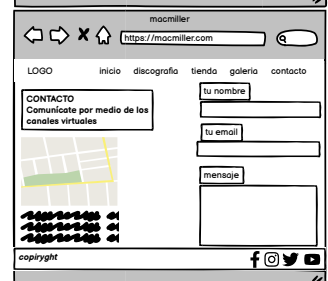 macmiller
https://macmiller.com
LOGO inicio discografia tienda galeria contacto
CONTACTO
Comunícate por medio de los
canales virtuales
tu nombre
tu email
mensaje
copiryght